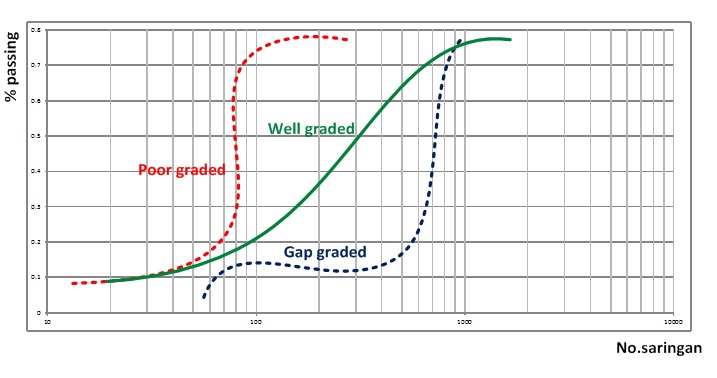 % passing
0.8
0.7
0.6
0.5
0.4
0.3
0.2
0.1
0
Well graded
Poor graded
Gap graded
10
100
1000
10000
No.saringan